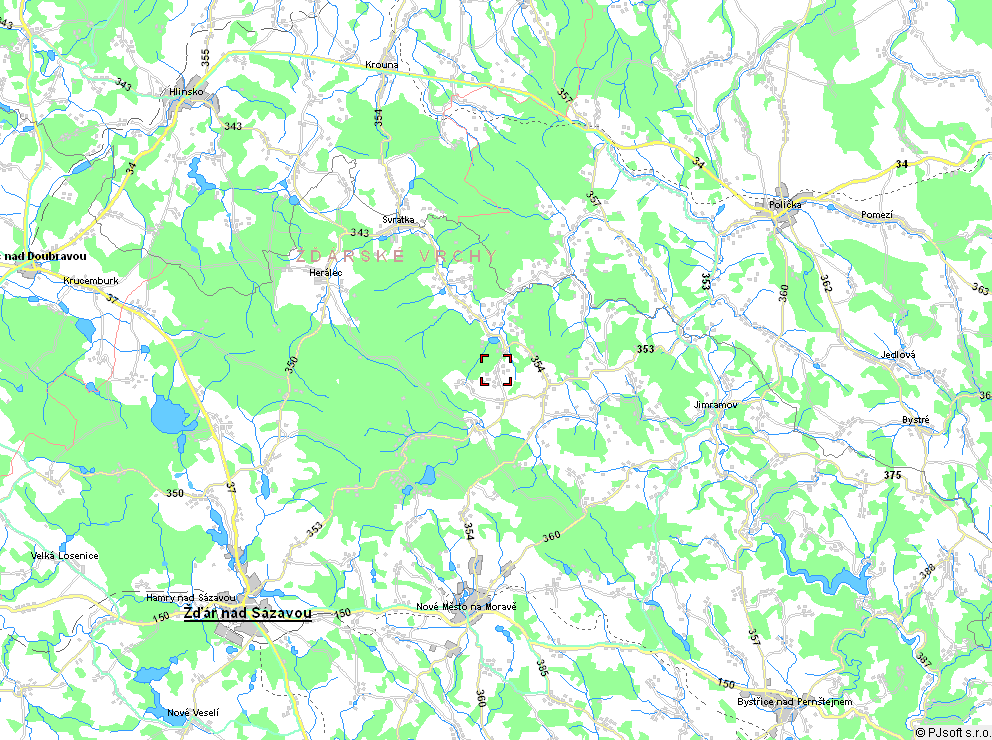 343
355
Krouna
343
Hlinsko
357
354
343
34
34
34
357
Polička
Pomezí
Svratka
343
ŽĎÁRSKÉ VRCHY
č nad Doubravou
Herálec
353
362
Krucemburk
360
363
37
353
350
354
Jedlová
36
Jimramov
Bystré
375
37
350
353
354
360
Velká Losenice
388
Hamry nad Sázavou
Nové Město na Moravě
Žďár nad Sázavou
150
150
357
387
385
150
360
Bystřice nad Pernštejnem
Nové Veselí
© PJsoft s.r.o.